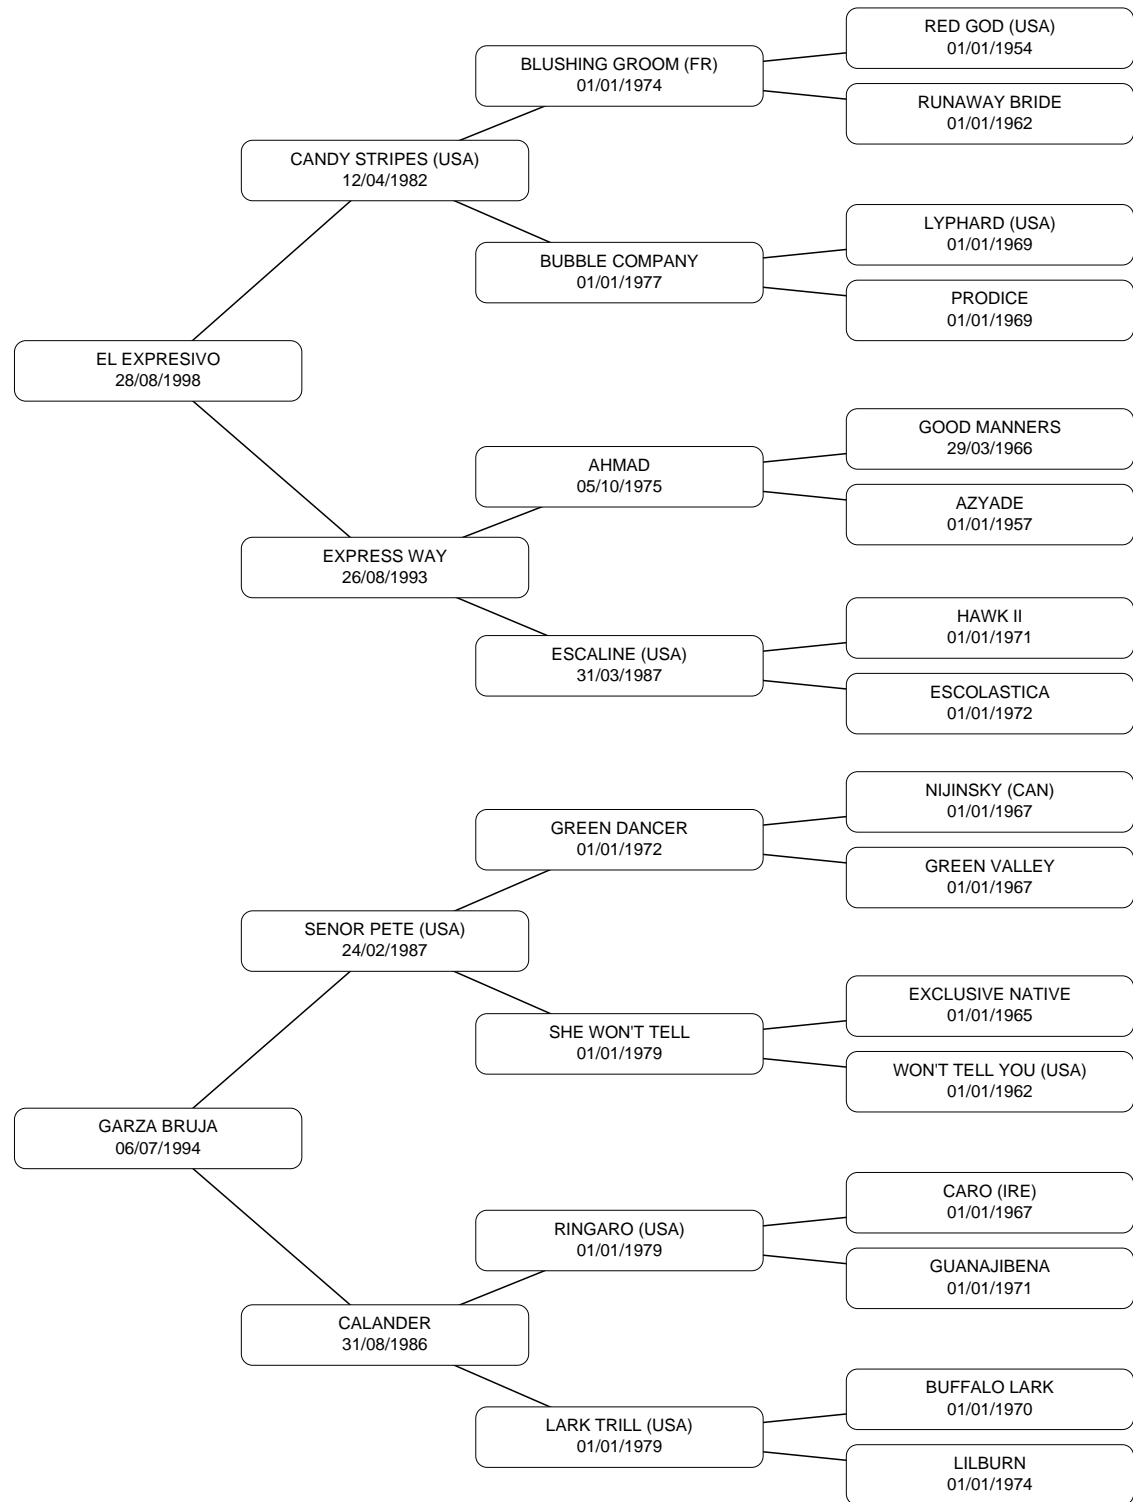 RED GOD (USA)
01/01/1954
BLUSHING GROOM (FR)
01/01/1974
RUNAWAY BRIDE
01/01/1962
CANDY STRIPES (USA)
12/04/1982
LYPHARD (USA)
01/01/1969
BUBBLE COMPANY
01/01/1977
PRODICE
01/01/1969
EL EXPRESIVO
28/08/1998
GOOD MANNERS
29/03/1966
AHMAD
05/10/1975
AZYADE
01/01/1957
EXPRESS WAY
26/08/1993
HAWK II
01/01/1971
ESCALINE (USA)
31/03/1987
ESCOLASTICA
01/01/1972
NIJINSKY (CAN)
01/01/1967
GREEN DANCER
01/01/1972
GREEN VALLEY
01/01/1967
SENOR PETE (USA)
24/02/1987
EXCLUSIVE NATIVE
01/01/1965
SHE WON'T TELL
01/01/1979
WON'T TELL YOU (USA)
01/01/1962
GARZA BRUJA
06/07/1994
CARO (IRE)
01/01/1967
RINGARO (USA)
01/01/1979
GUANAJIBENA
01/01/1971
CALANDER
31/08/1986
BUFFALO LARK
01/01/1970
LARK TRILL (USA)
01/01/1979
LILBURN
01/01/1974